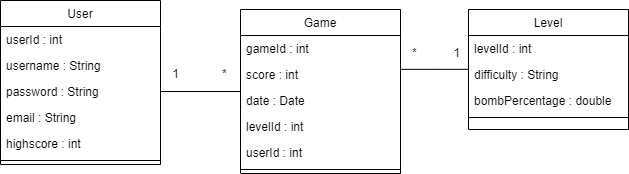 User
userId : int
username : String
password : String
email : String
highscore : int
1
*
Game
gameId : int
score : int
date : Date
levelId : int
userId : int
*
1
Level
levelId : int
difficulty : String
bombPercentage : double